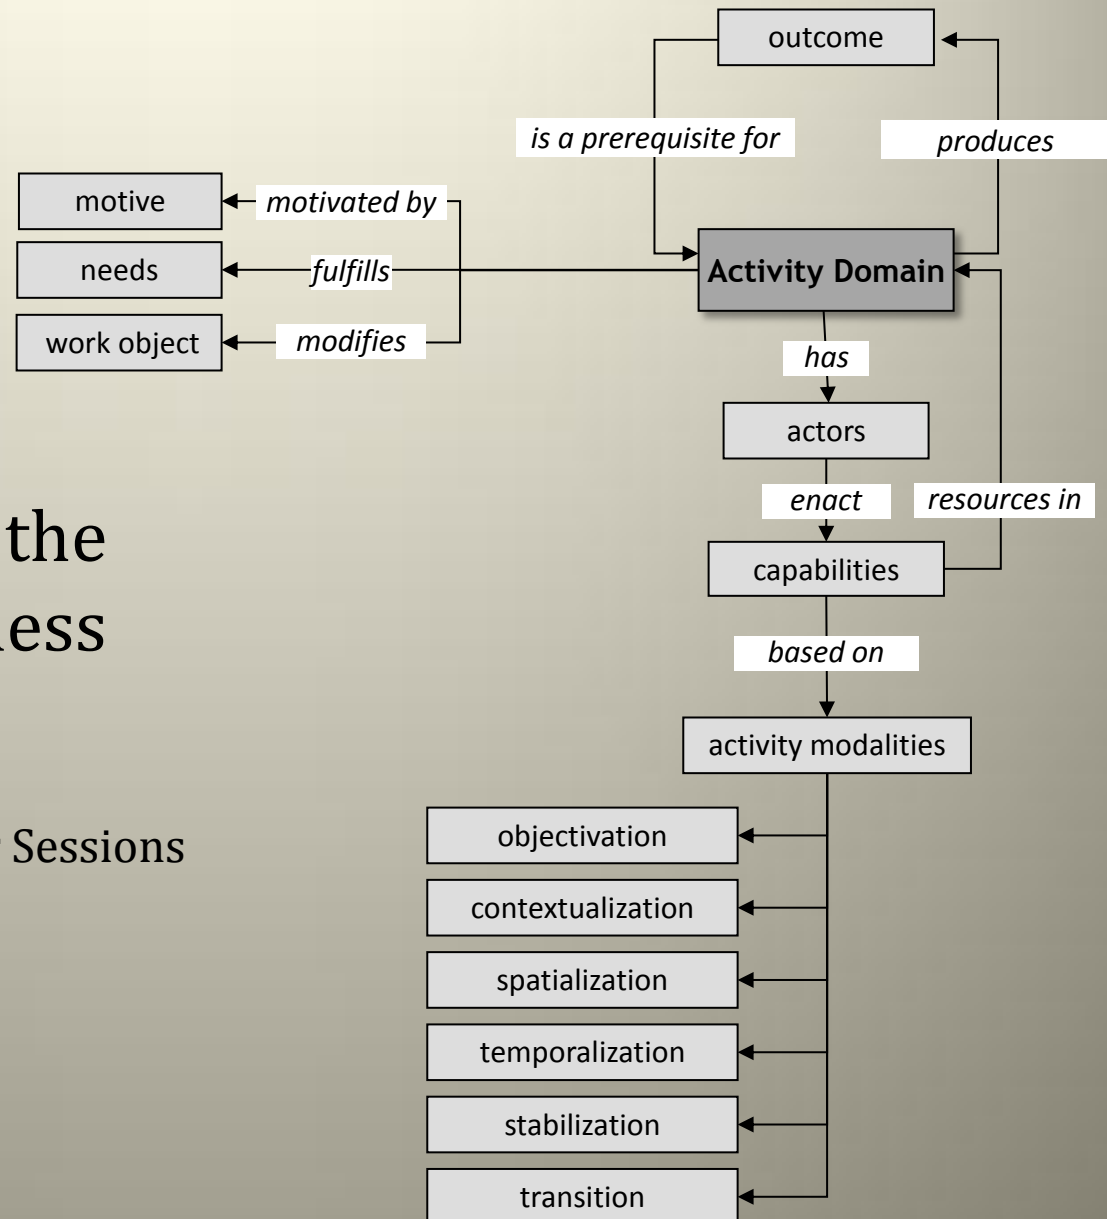 outcome
is a prerequisite for
produces
motive
motivated by
needs
fulfills
Activity Domain
work object
modifies
has
actors
enact
resources in
the
capabilities
based on
activity modalities
objectivation
Sessions
contextualization
spatialization
temporalization
stabilization
transition